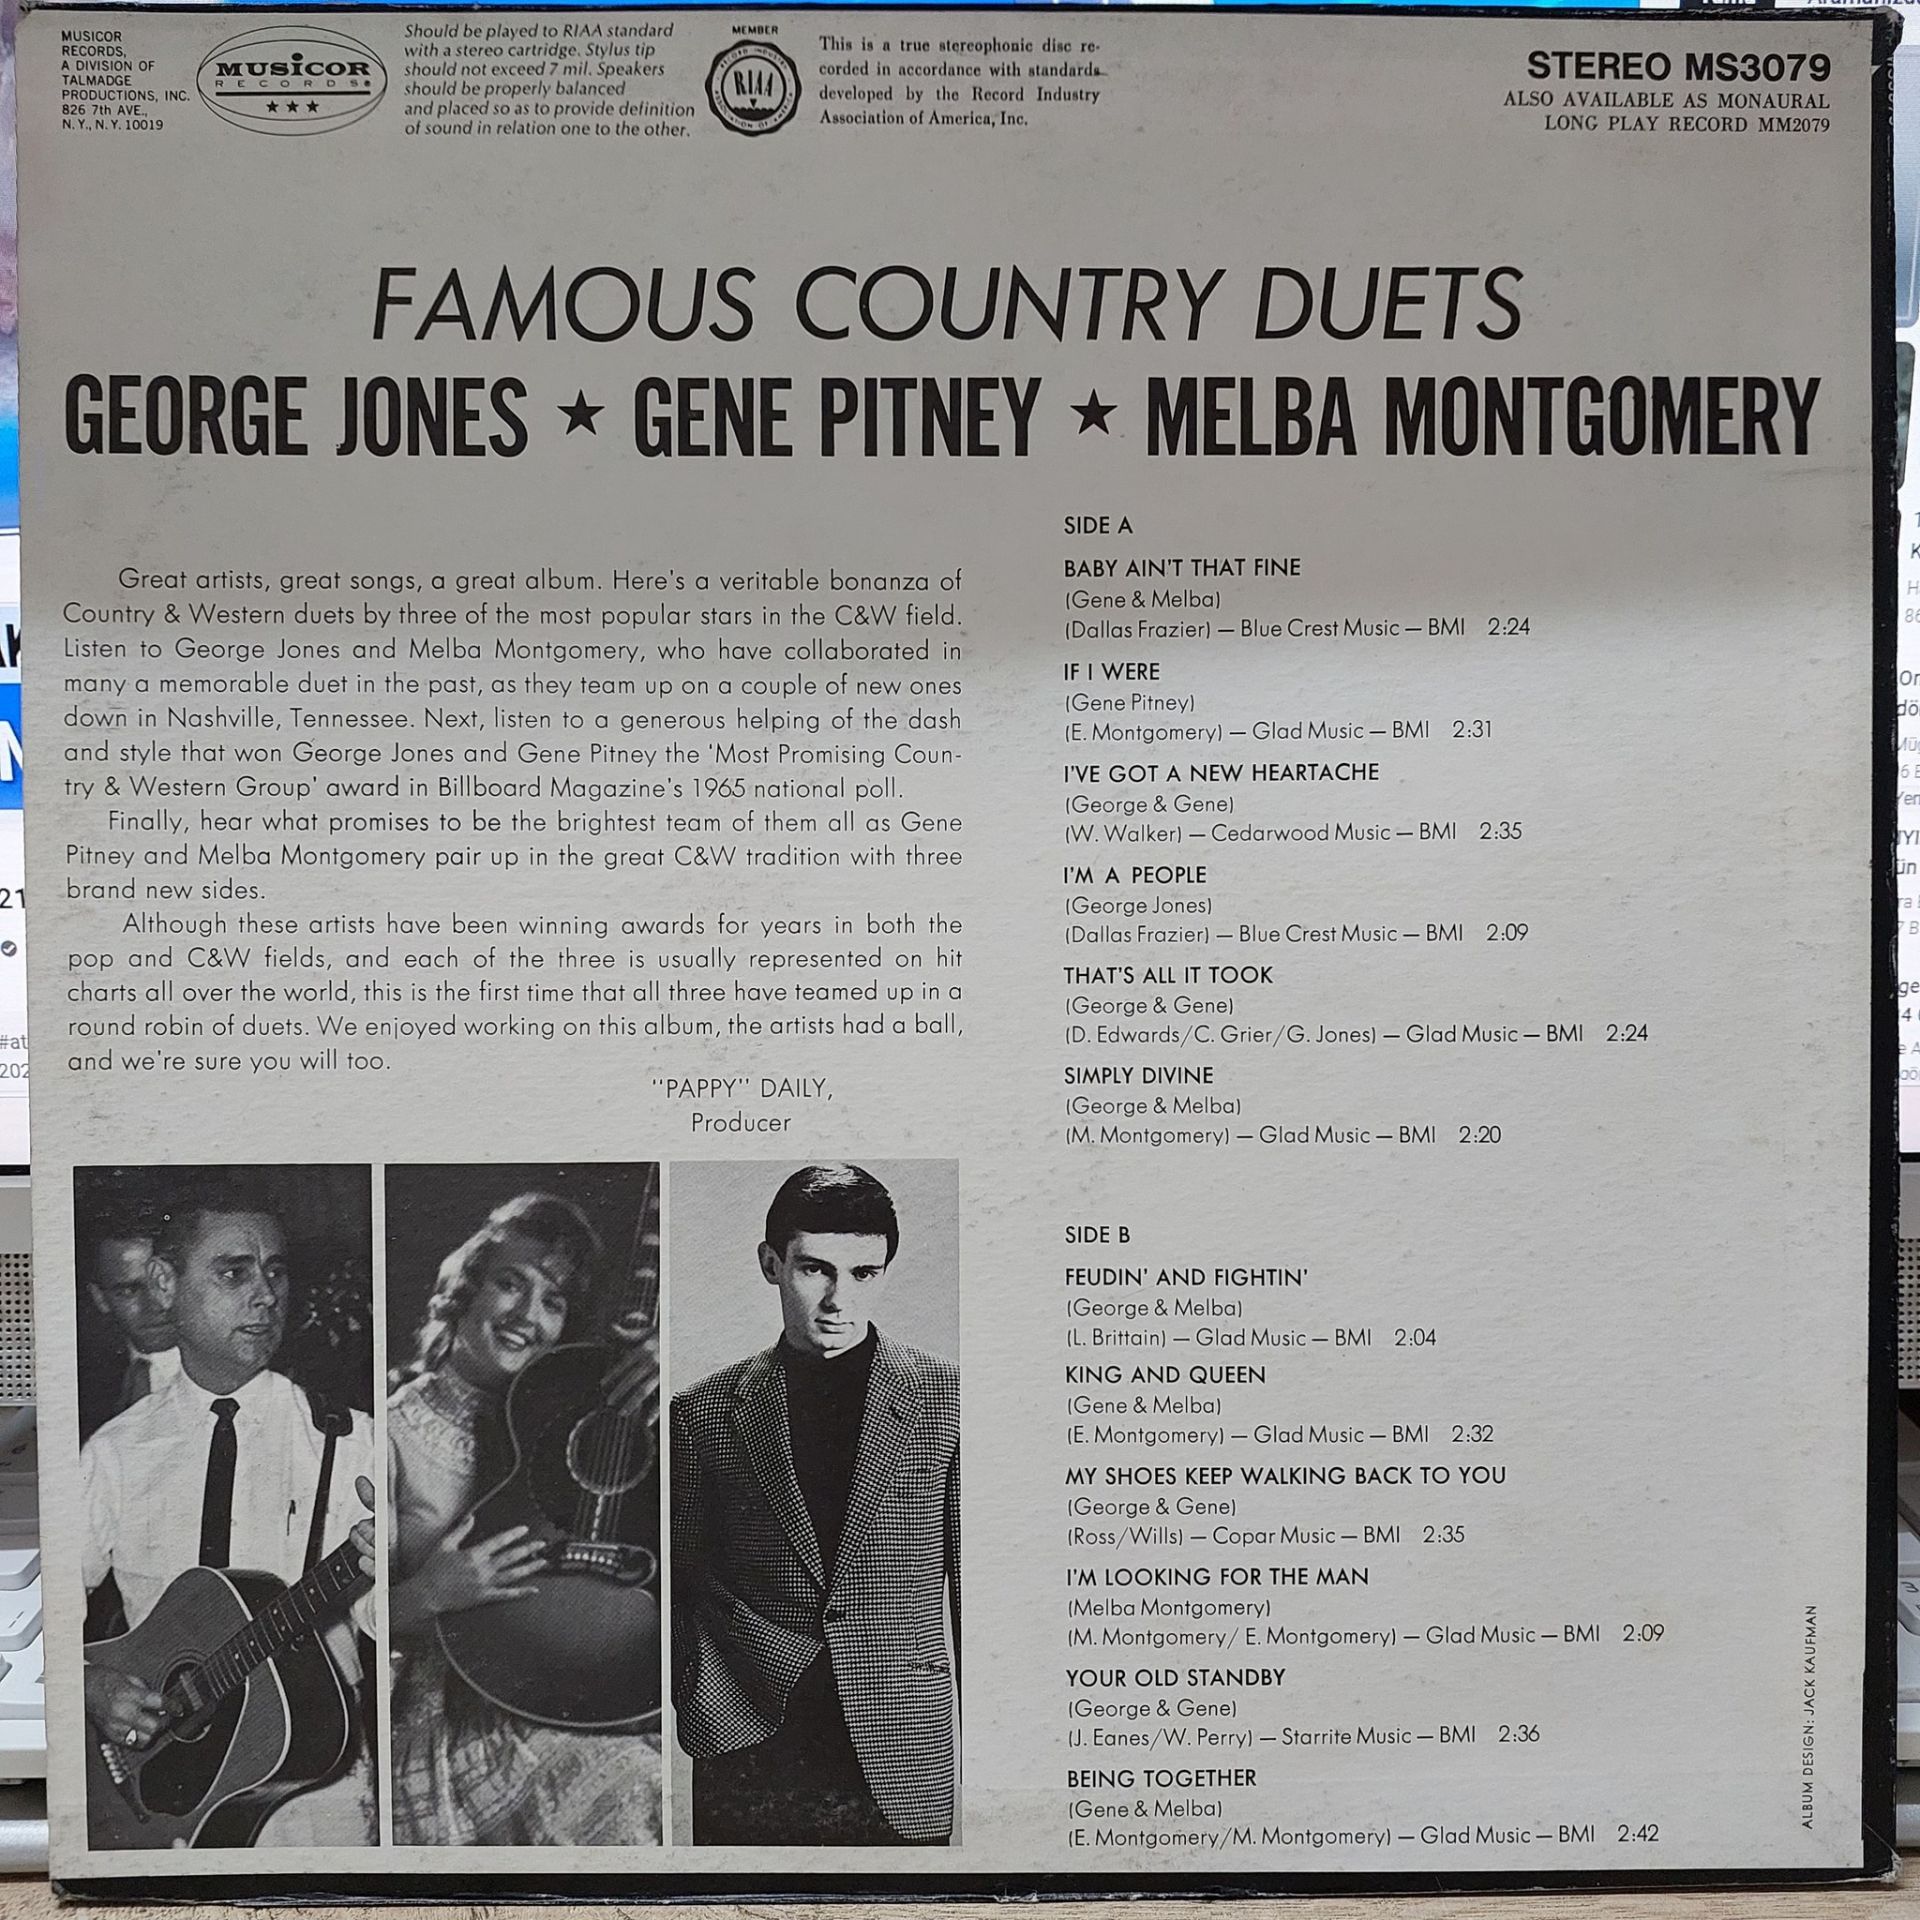 MUSICOR
RECORDS,
A DIVISION OF
TALMADGE
PRODUCTIONS, INC.
826 7th AVE.,
N.Y., N.Y. 10019
MUSICOR
RECORDS
Should be played to RIAA standard
with a stereo cartridge. Stylus tip
should not exceed 7 mil. Speakers
should be properly balanced
and placed so as to provide definition
of sound in relation one to the other.
MEMBER
RIAA
This is a true stereophonic disc re-
corded in accordance with standards
developed by the Record Industry
Association of America, Inc.
STEREO MS3079
ALSO AVAILABLE AS MONAURAL
LONG PLAY RECORD MM2079
FAMOUS COUNTRY DUETS
GEORGE JONES ★ GENE PITNEY ★ MELBA MONTGOMERY
Great artists, great songs, a great album. Here's a veritable bonanza of
Country & Western duets by three of the most popular stars in the C&W field.
Listen to George Jones and Melba Montgomery, who have collaborated in
many a memorable duet in the past, as they team up on a couple of new ones
down in Nashville, Tennessee. Next, listen to a generous helping of the dash
and style that won George Jones and Gene Pitney the 'Most Promising Coun-
try & Western Group' award in Billboard Magazine's 1965 national poll.
Finally, hear what promises to be the brightest team of them all as Gene
Pitney and Melba Montgomery pair up in the great C&W tradition with three
brand new sides.
Although these artists have been winning awards for years in both the
pop and C&W fields, and each of the three is usually represented on hit
charts all over the world, this is the first time that all three have teamed up in a
round robin of duets. We enjoyed working on this album, the artists had a ball,
and we're sure you will too.
"PAPPY" DAILY,
Producer
SIDE A
BABY AIN'T THAT FINE
(Gene & Melba)
(Dallas Frazier) — Blue Crest Music — BMI 2:24
IF I WERE
(Gene Pitney)
(E. Montgomery) — Glad Music — BMI 2:31
I'VE GOT A NEW HEARTACHE
(George & Gene)
(W. Walker) — Cedarwood Music — BMI 2:35
I'M A PEOPLE
(George Jones)
(Dallas Frazier) — Blue Crest Music — BMI 2:09
THAT'S ALL IT TOOK
(George & Gene)
(D. Edwards/C. Grier/G. Jones) — Glad Music — BMI 2:24
SIMPLY DIVINE
(George & Melba)
(M. Montgomery) — Glad Music — BMI 2:20
SIDE B
FEUDIN' AND FIGHTIN'
(George & Melba)
(L. Brittain) — Glad Music — BMI 2:04
KING AND QUEEN
(Gene & Melba)
(E. Montgomery) — Glad Music — BMI 2:32
MY SHOES KEEP WALKING BACK TO YOU
(George & Gene)
(Ross/Wills) — Copar Music — BMI 2:35
I'M LOOKING FOR THE MAN
(Melba Montgomery)
(M. Montgomery/ E. Montgomery) — Glad Music — BMI 2:09
YOUR OLD STANDBY
(George & Gene)
(J. Eanes/W. Perry) — Starrite Music — BMI 2:36
BEING TOGETHER
(Gene & Melba)
(E. Montgomery/M. Montgomery) — Glad Music — BMI 2:42
ALBUM DESIGN: JACK KAUFMAN